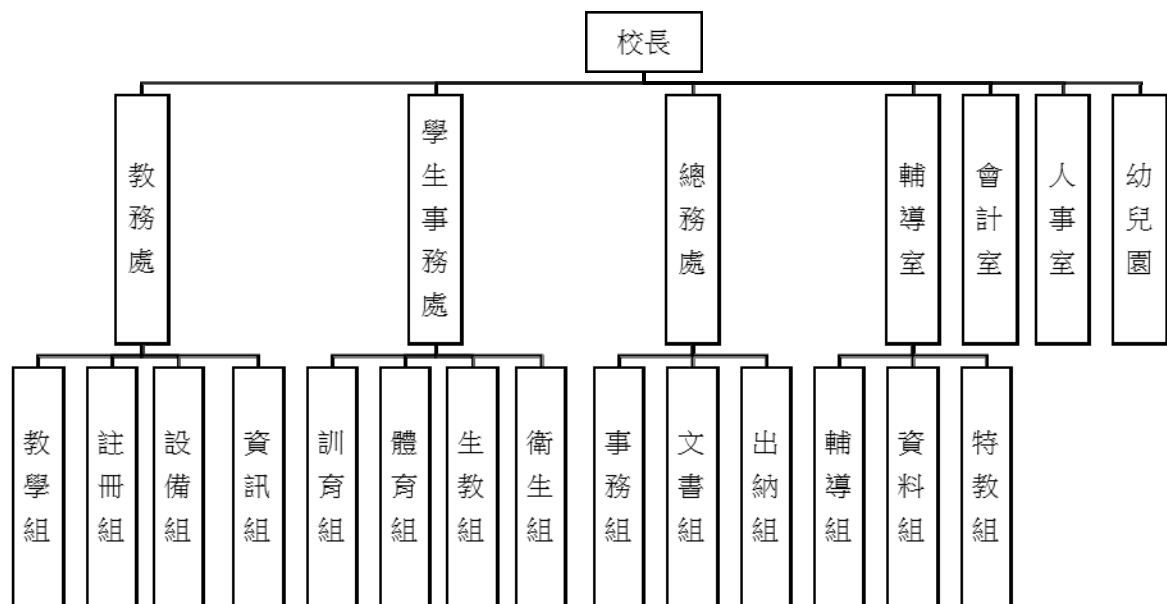 校長
教務處
學生事務處
總務處
輔導室
會計室
人事室
幼兒園
教學組
註冊組
設備組
資訊組
訓育組
體育組
生教組
衛生組
事務組
文書組
出納組
輔導組
資料組
特教組